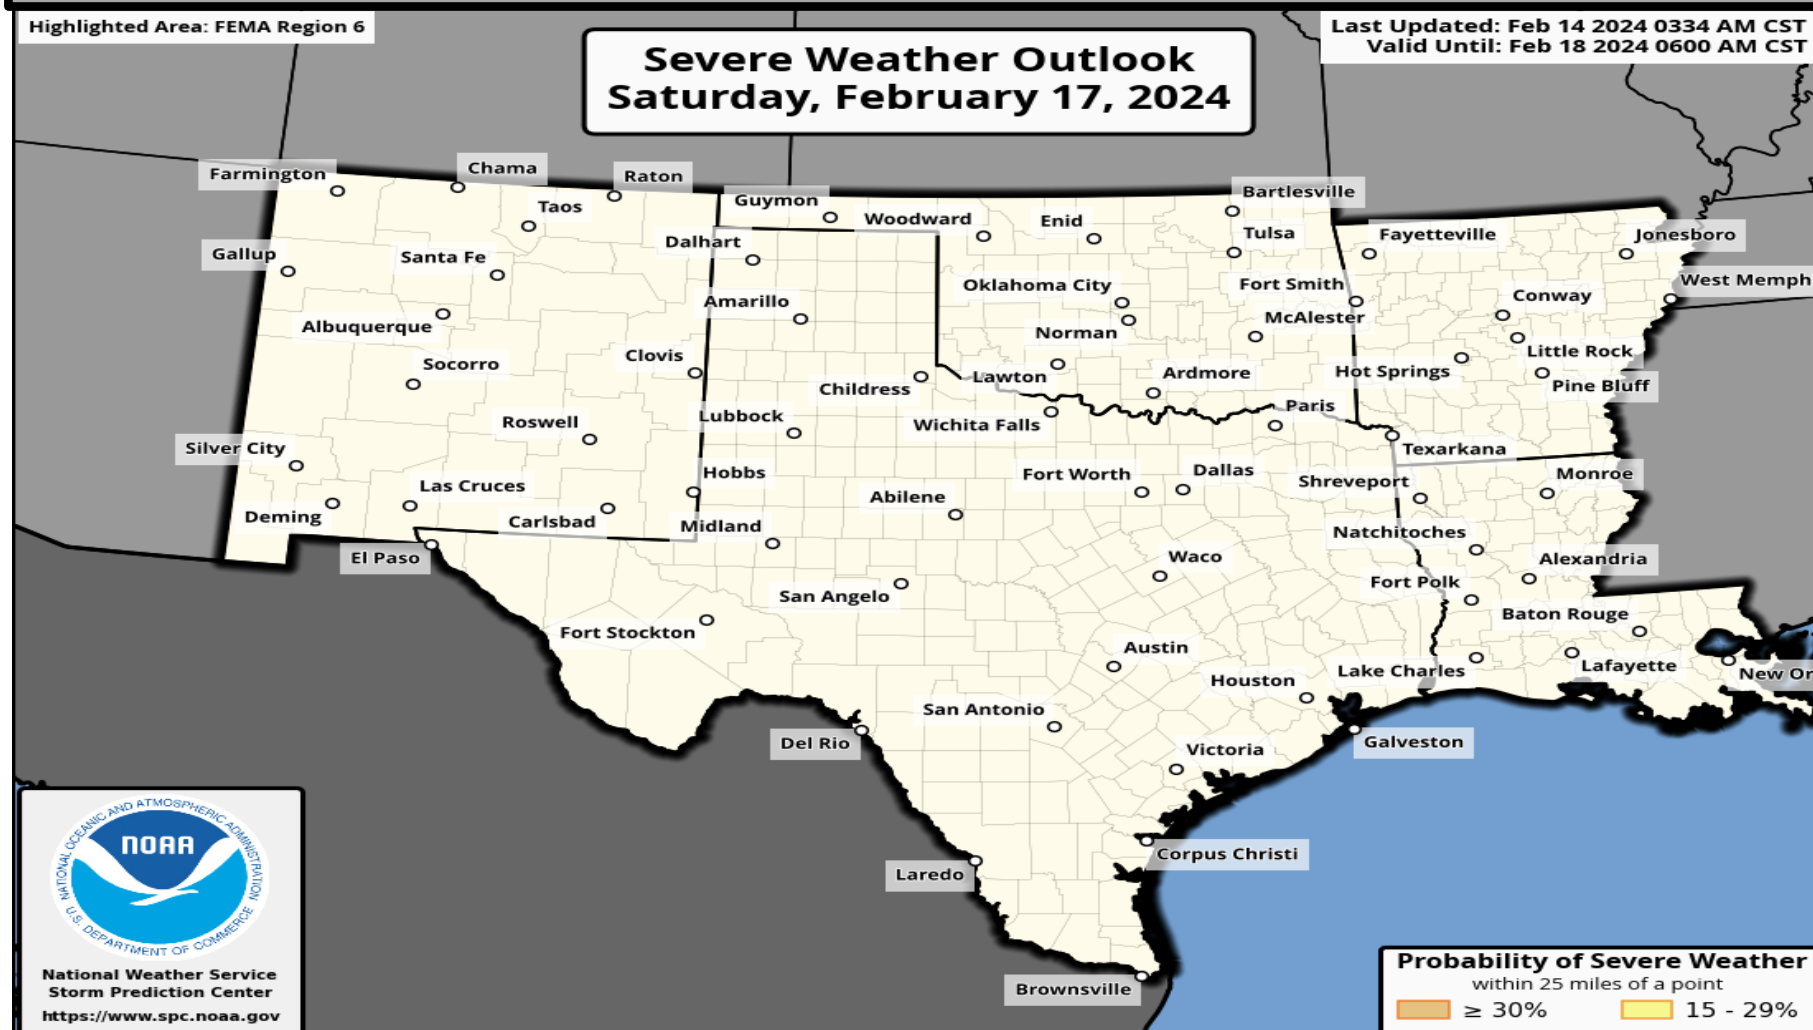 Highlighted Area: FEMA Region 6
Severe Weather Outlook
Saturday, February 17, 2024
Last Updated: Feb 14 2024 0334 AM CST
Valid Until: Feb 18 2024 0600 AM CST
Farmington
Chama
Raton
Taos
Guymon
Woodward
Enid
Bartlesville
Tulsa
Fayetteville
Jonesboro
Gallup
Santa Fe
Dalhart
Oklahoma City
Fort Smith
Conway
West Memph
Albuquerque
Amarillo
Norman
McAlester
Little Rock
Socorro
Clovis
Childress
Lawton
Ardmore
Hot Springs
Pine Bluff
Roswell
Lubbock
Wichita Falls
Paris
Texarkana
Silver City
Las Cruces
Hobbs
Abilene
Fort Worth
Dallas
Shreveport
Monroe
Deming
Carlsbad
Midland
Natchitoches
El Paso
San Angelo
Waco
Fort Polk
Alexandria
Fort Stockton
Austin
Baton Rouge
San Antonio
Houston
Lake Charles
Lafayette
New Or
Del Rio
Victoria
Galveston
Laredo
Corpus Christi
Brownsville
NATIONAL OCEANIC AND ATMOSPHERIC ADMINISTRATION
NOAA
U.S. DEPARTMENT OF COMMERCE
National Weather Service
Storm Prediction Center
https://www.spc.noaa.gov
Probability of Severe Weather
within 25 miles of a point
≥ 30%
15 - 29%